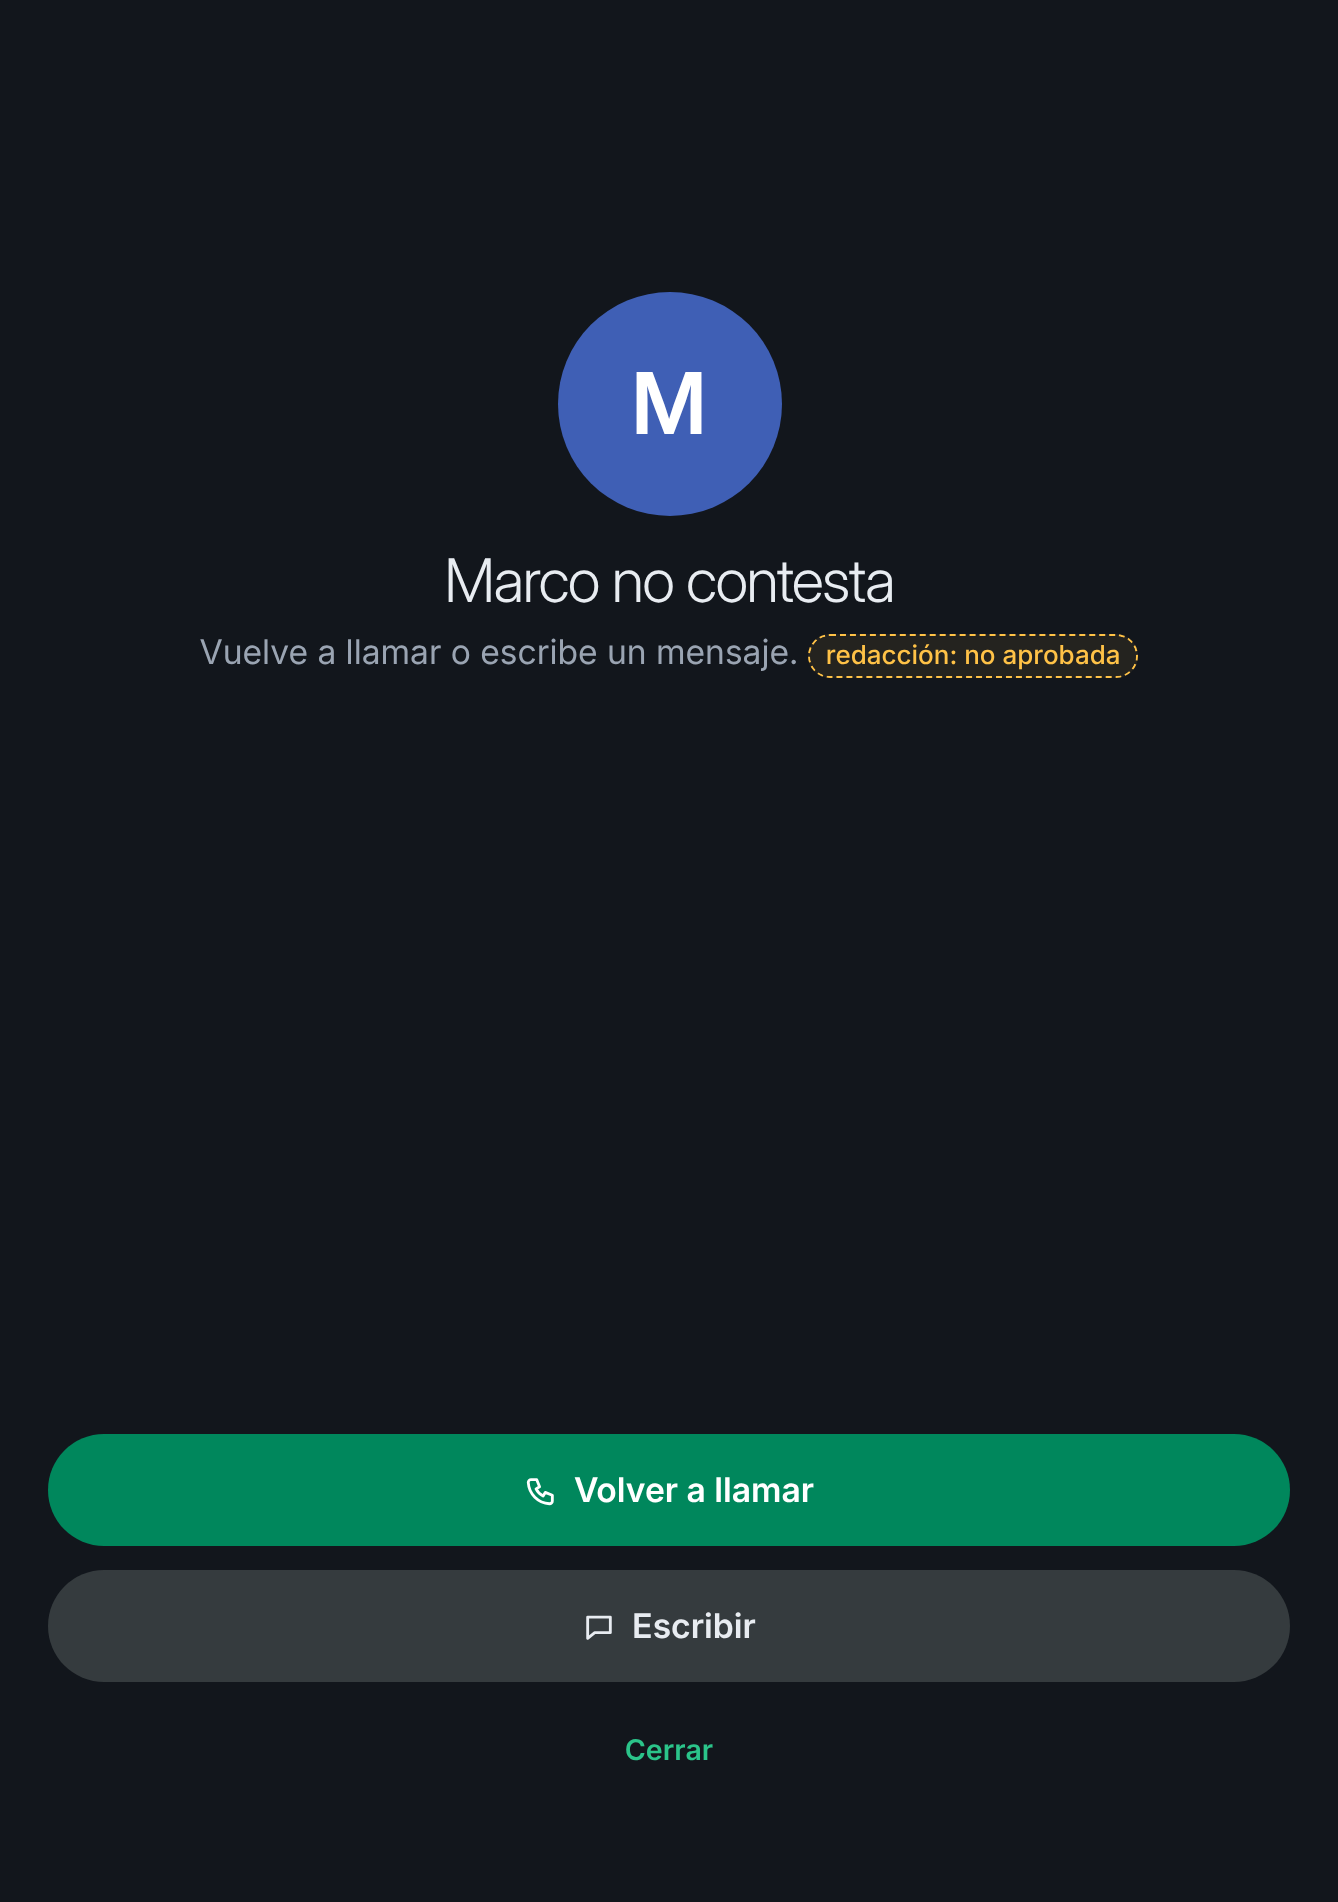 M
Marco no contesta
Vuelve a llamar o escribe un mensaje. redacción: no aprobada
Volver a llamar
Escribir
Cerrar